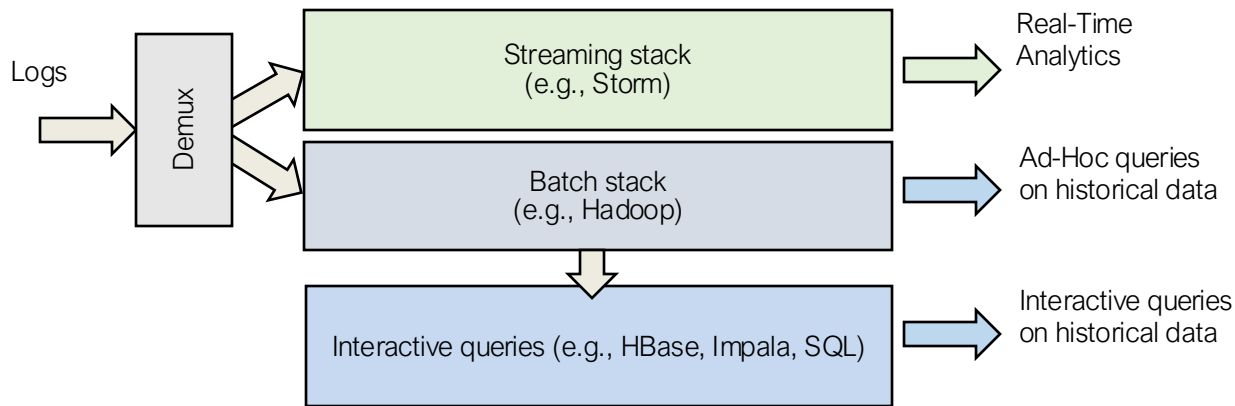 Logs
Demux
Streaming stack
(e.g., Storm)
Real-Time
Analytics
Batch stack
(e.g., Hadoop)
Ad-Hoc queries
on historical data
Interactive queries (e.g., HBase, Impala, SQL)
Interactive queries
on historical data